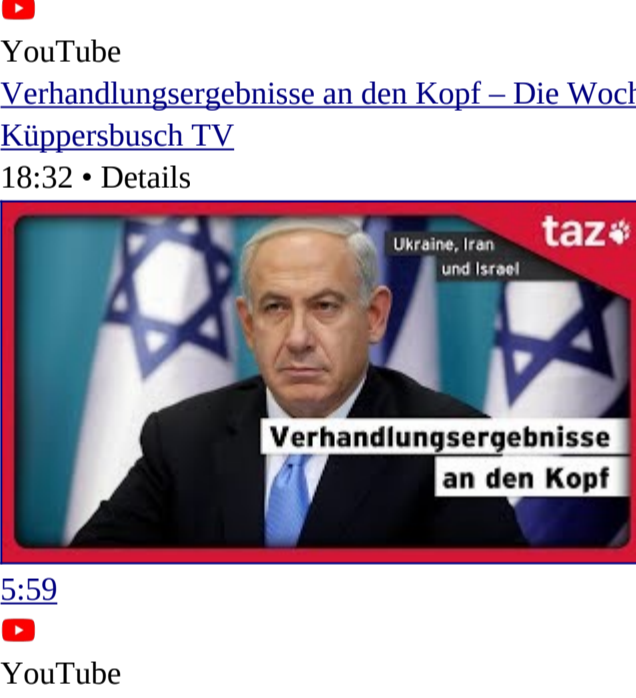 YouTube
Verhandlungsergebnisse an den Kopf – Die
Küppersbusch TV
18:32 • Details
taz
Ukraine, Iran
und Israel
Verhandlungsergebnisse
an den Kopf
5:59
YouTube